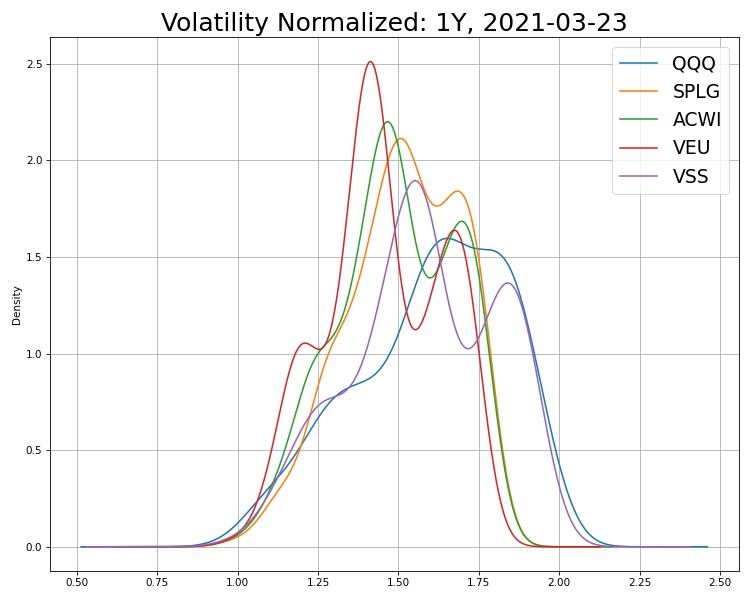 Volatility Normalized: 1Y, 2021-03-23
QQQ
SPLG
ACWI
VEU
VSS
Density
2.5
2.0
1.5
1.0
0.5
0.0
0.50 0.75 1.00 1.25 1.50 1.75 2.00 2.25 2.50